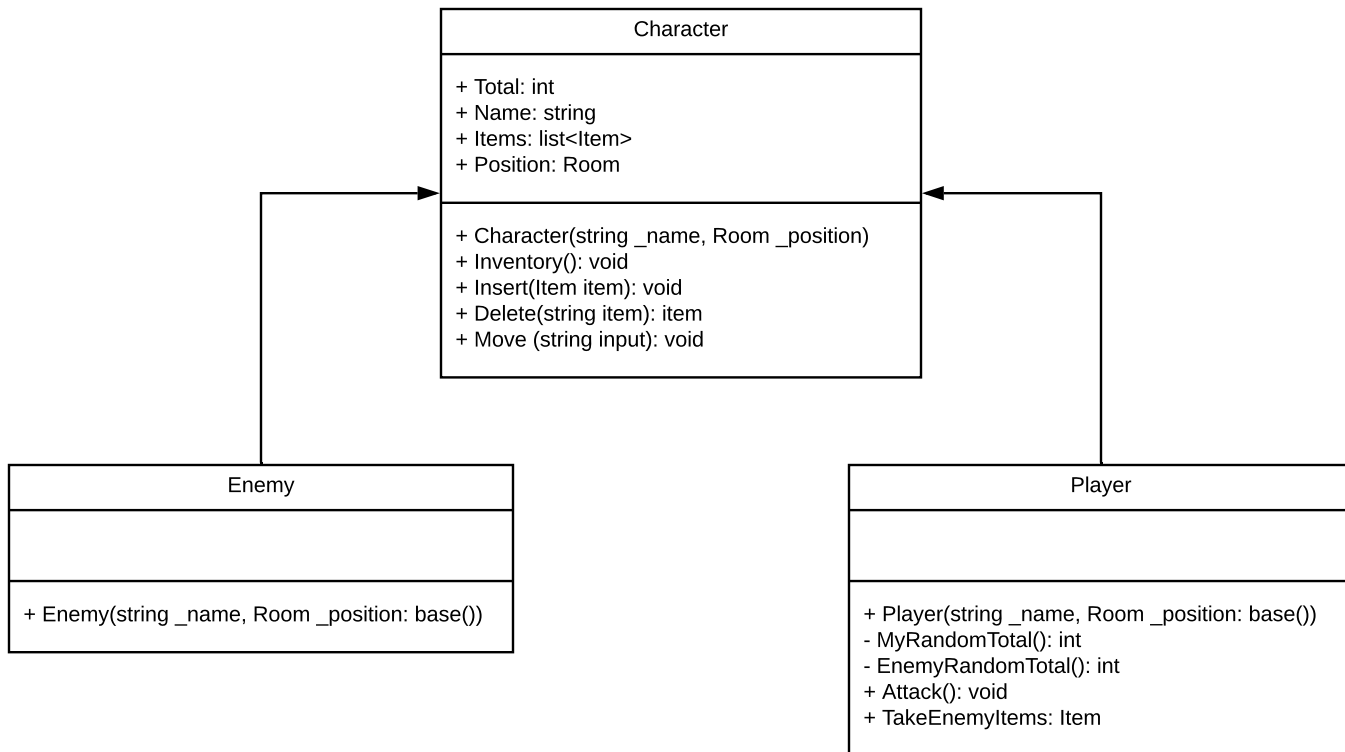 Character
+ Total: int
+ Name: string
+ Items: list<Item>
+ Position: Room
+ Character(string _name, Room _position)
+ Inventory(): void
+ Insert(Item item): void
+ Delete(string item): item
+ Move (string input): void
Enemy
+ Enemy(string _name, Room _position: base())
Player
+ Player(string _name, Room _position: base())
- MyRandomTotal(): int
- EnemyRandomTotal(): int
+ Attack(): void
+ TakeEnemyItems: Item